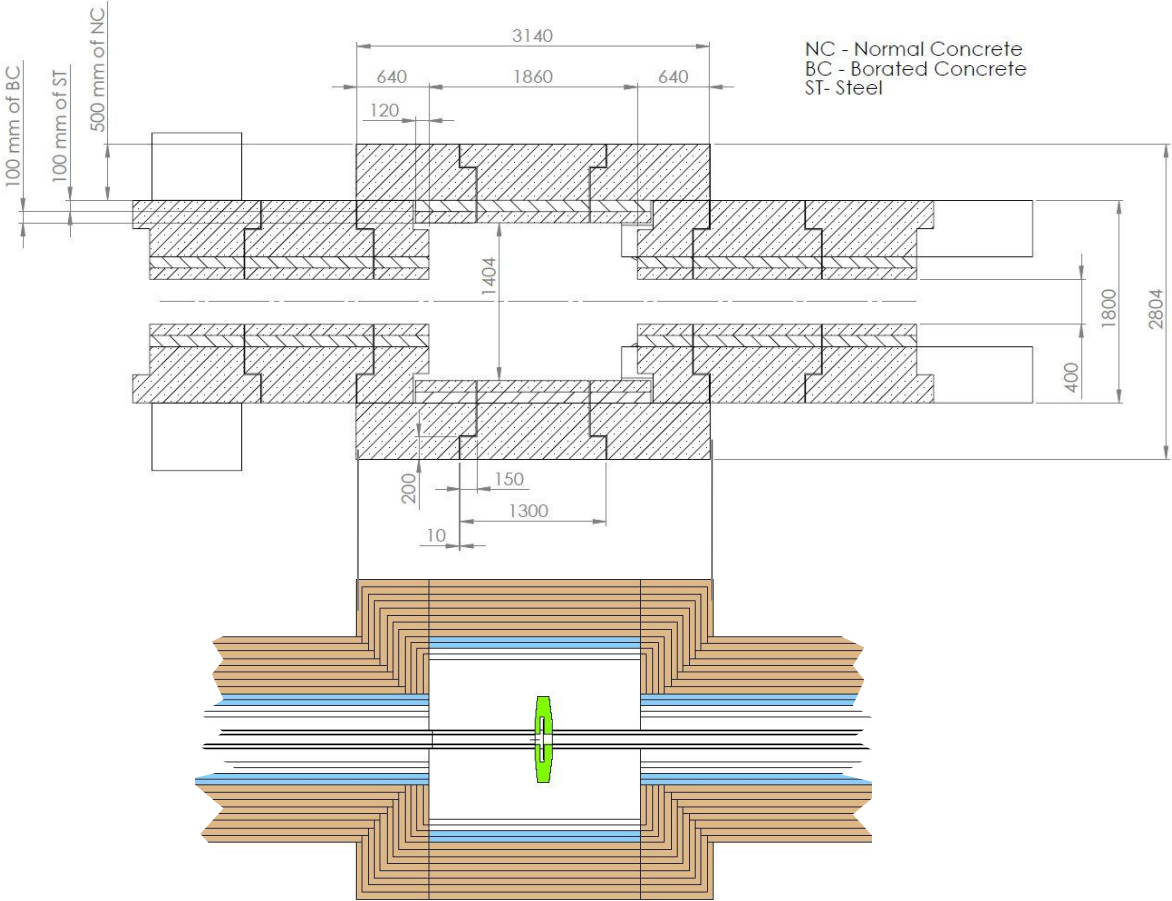 3140
NC - Normal Concrete
BC - Borated Concrete
ST- Steel
640
1860
640
120
100 mm of BC
100 mm of ST
500 mm of NC
1404
1800
2804
400
200
150
1300
10